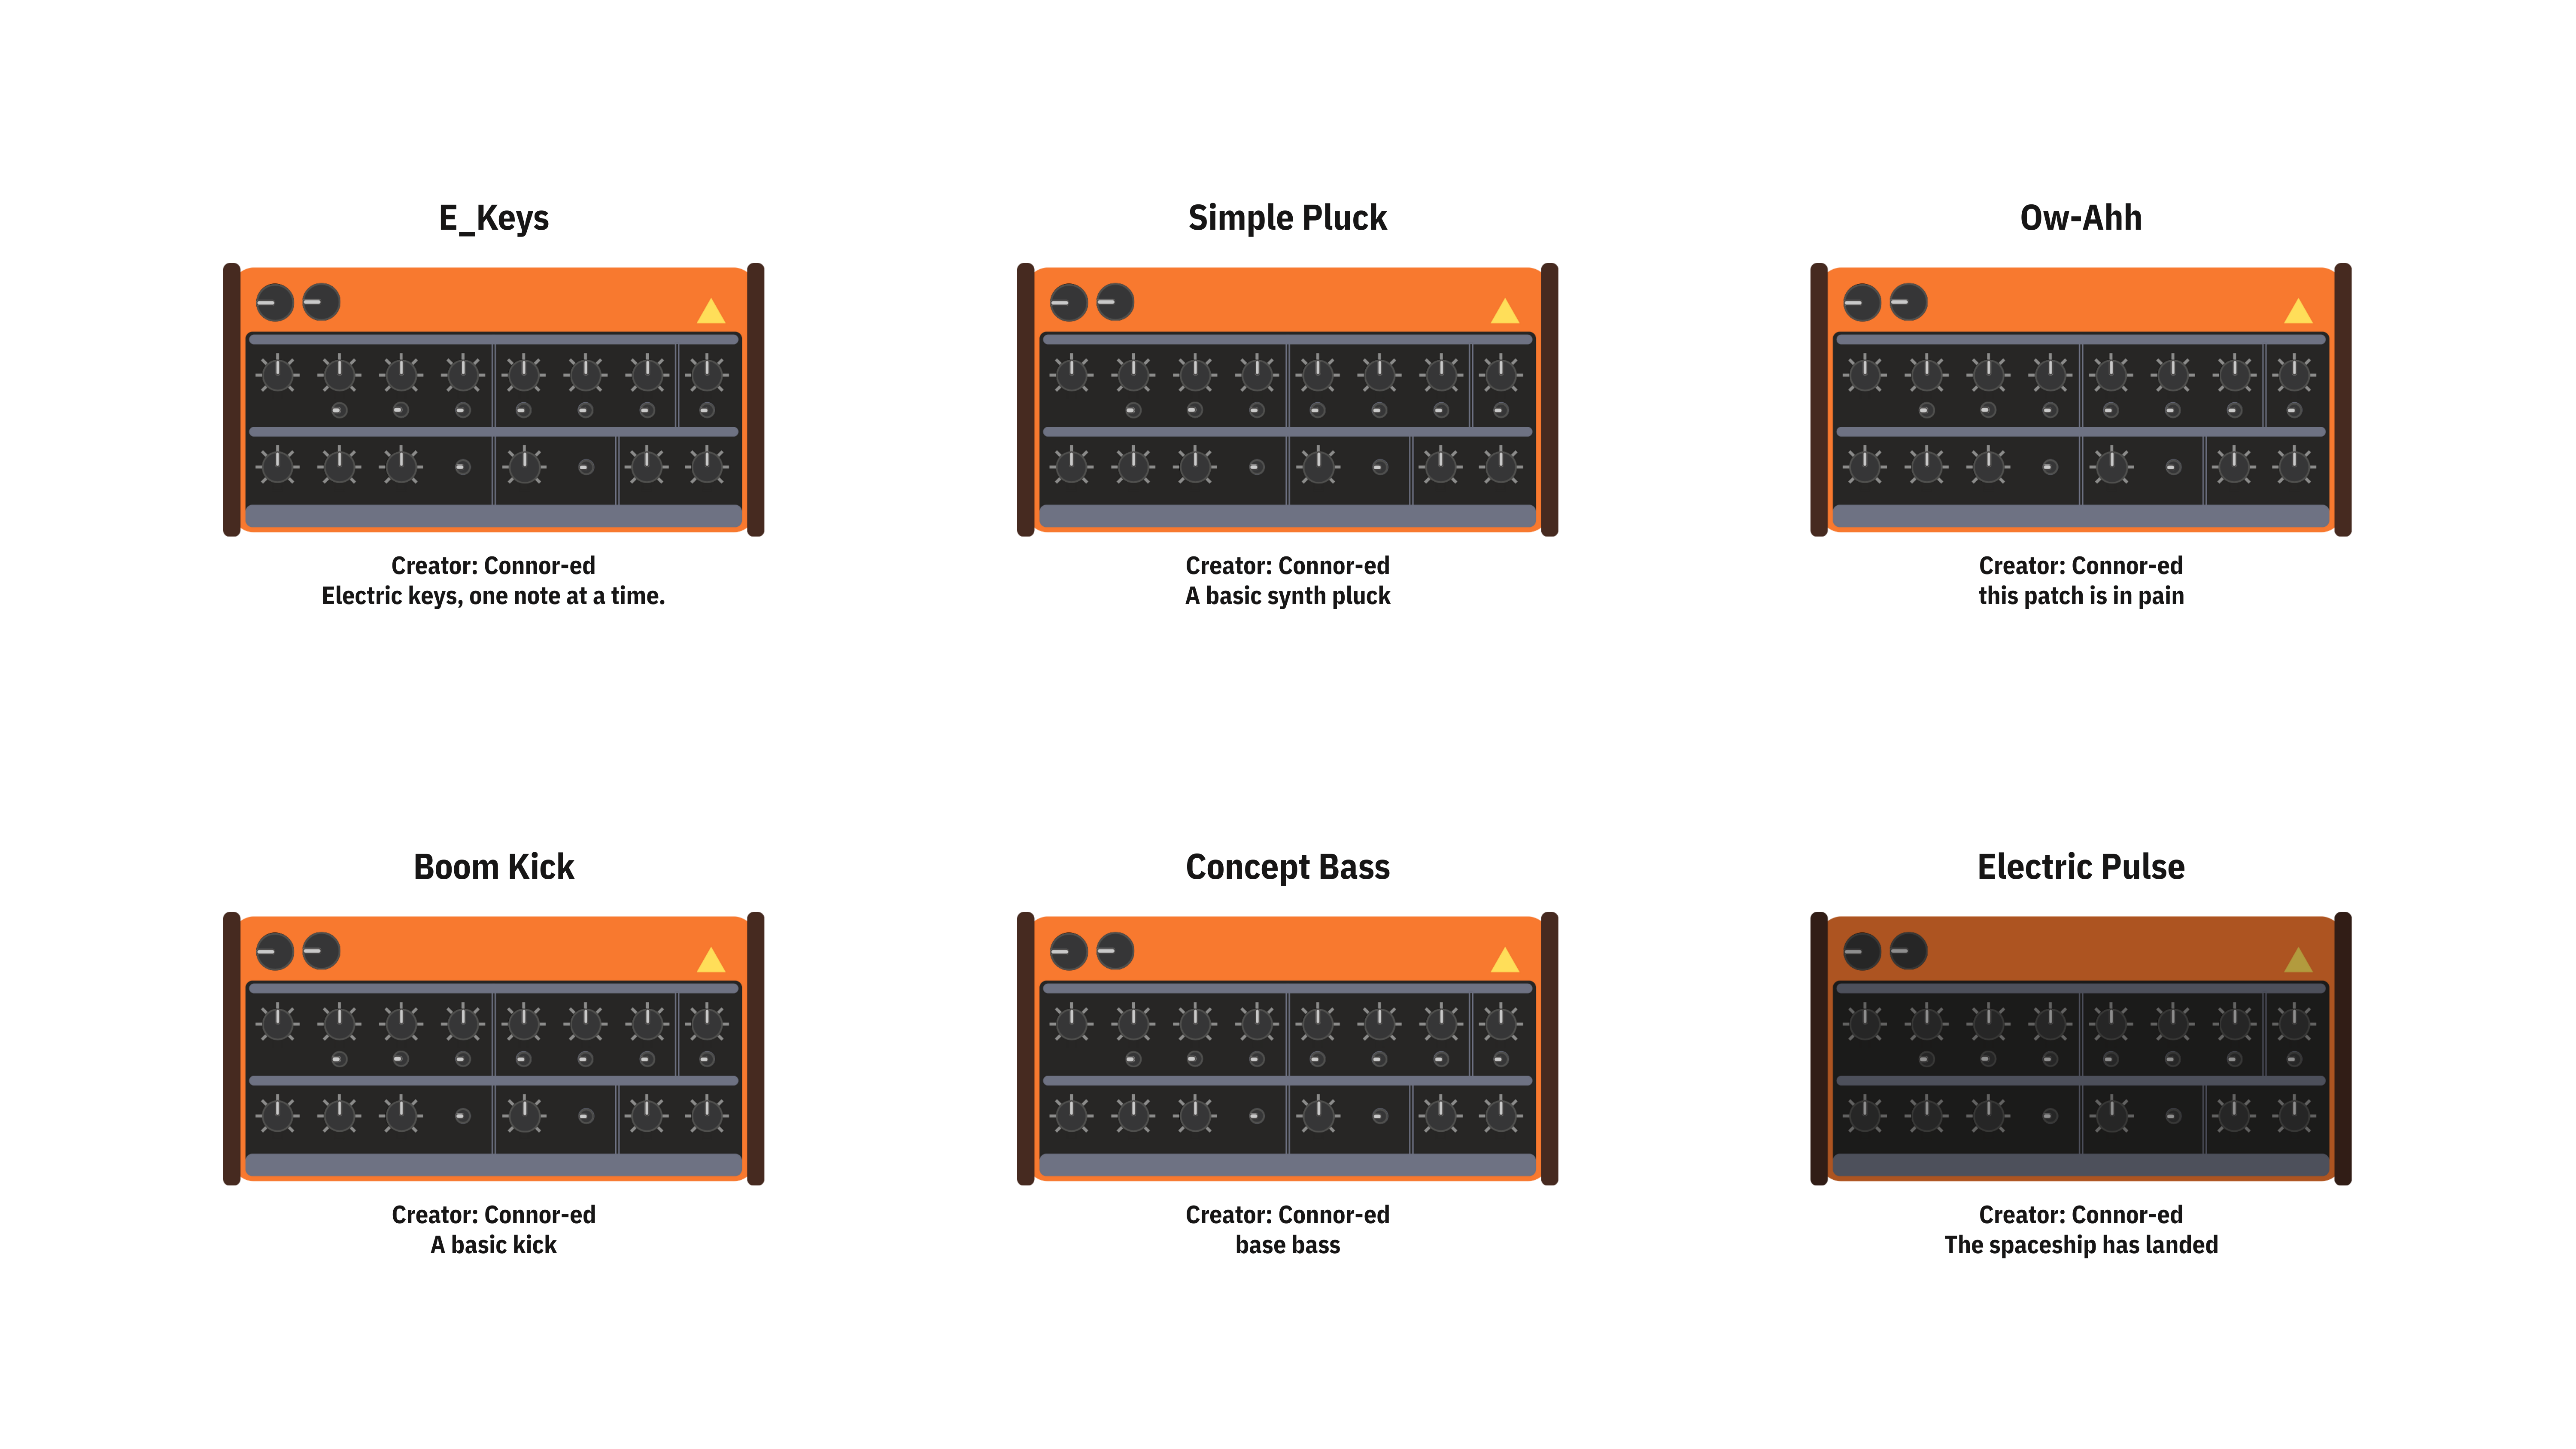 E_Keys
Creator: Connor-ed
Electric keys, one note at a time.
Simple Pluck
Creator: Connor-ed
A basic synth pluck
Ow-Ahh
Creator: Connor-ed
this patch is in pain
Boom Kick
Creator: Connor-ed
A basic kick
Concept Bass
Creator: Connor-ed
base bass
Electric Pulse
Creator: Connor-ed
The spaceship has landed